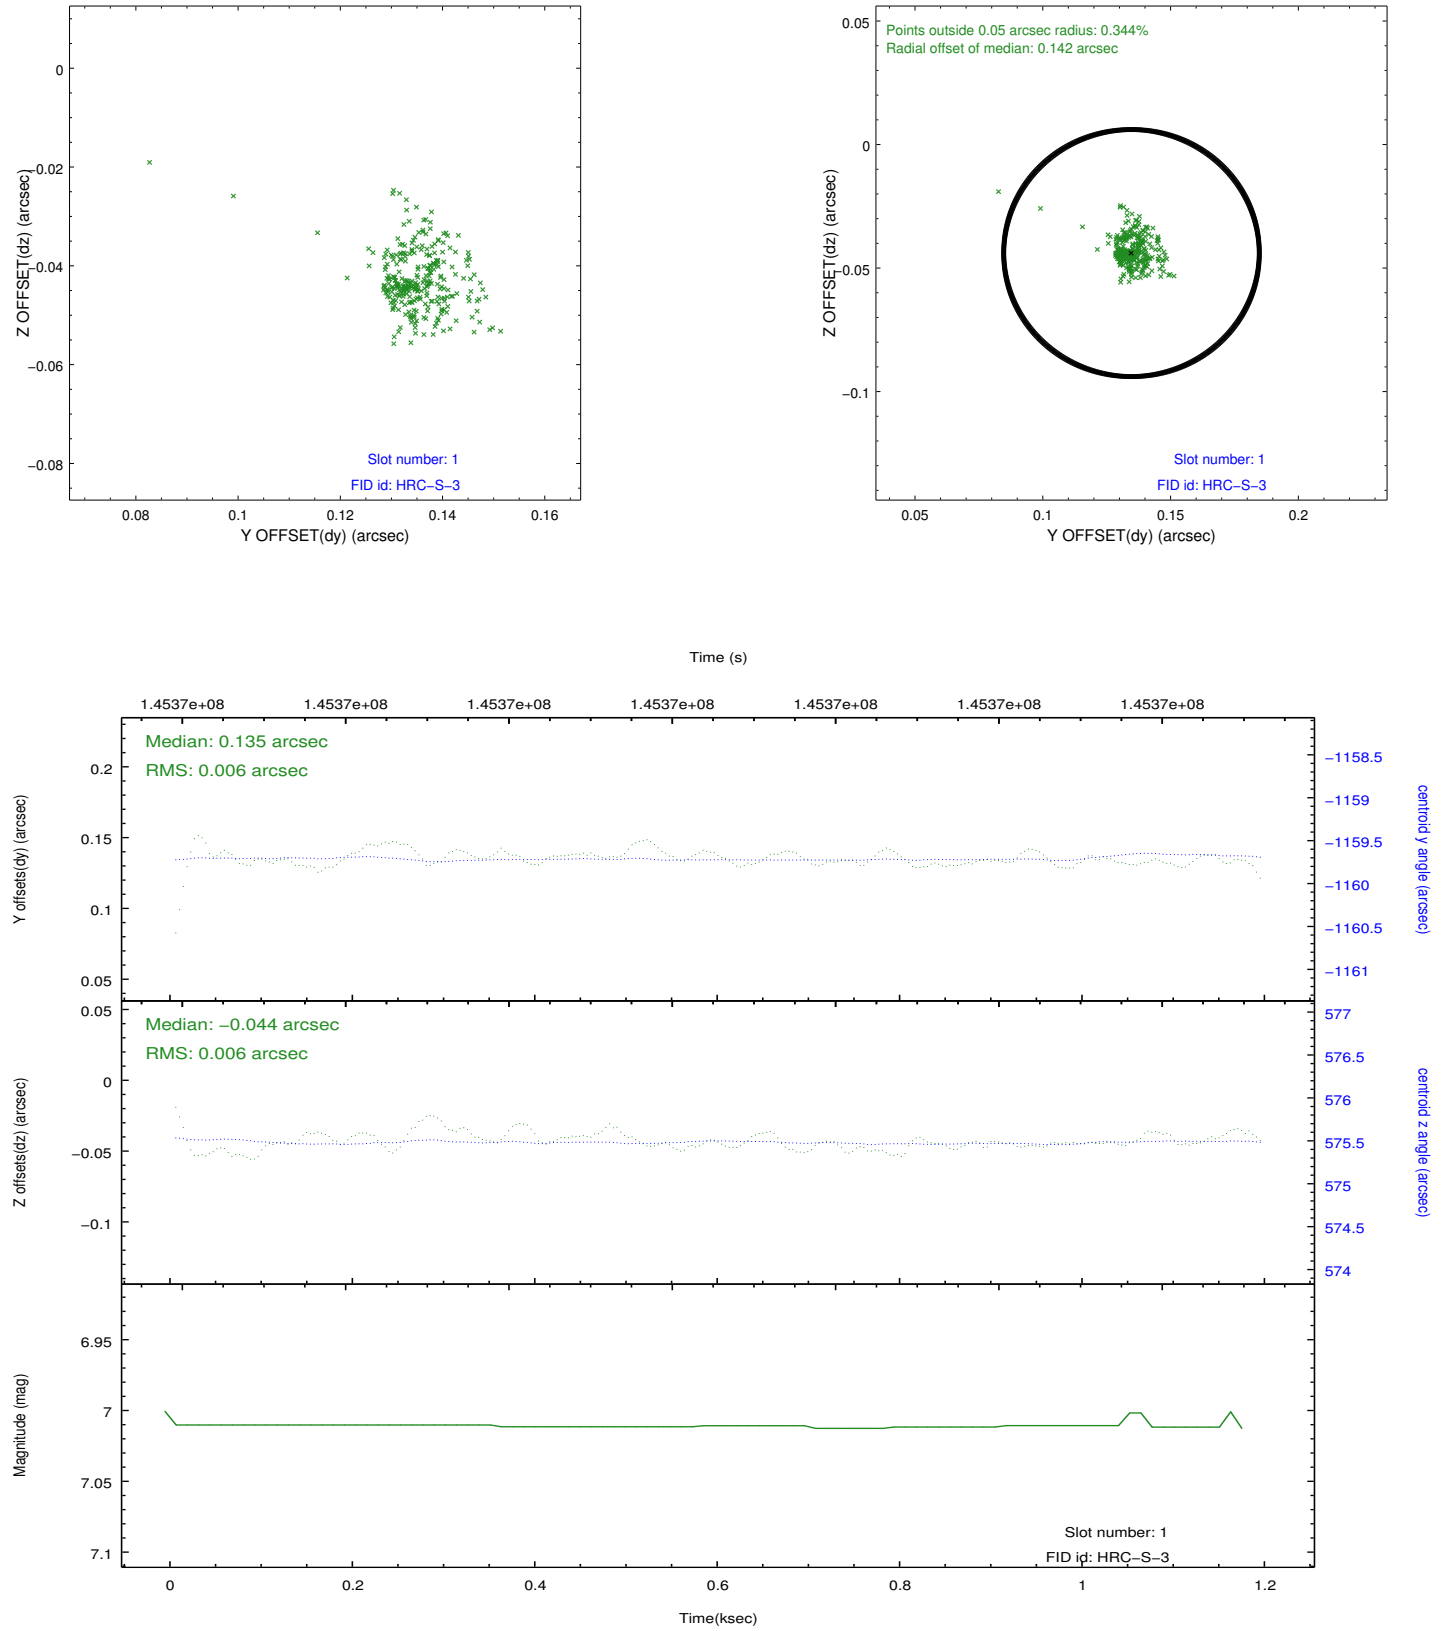 0
−0.02
−0.04
−0.06
−0.08
Z OFFSET(dz) (arcsec)
Slot number: 1
FID id: HRC−S−3
0.08
0.1
0.12
0.14
0.16
Y OFFSET(dy) (arcsec)
Points outside 0.05 arcsec radius: 0.344%
Radial offset of median: 0.142 arcsec
0.05
0
−0.05
−0.1
Z OFFSET(dz) (arcsec)
Slot number: 1
FID id: HRC−S−3
0.05
0.1
0.15
0.2
Y OFFSET(dy) (arcsec)
Time (s)
1.4537e+08
1.4537e+08
1.4537e+08
1.4537e+08
1.4537e+08
1.4537e+08
1.4537e+08
Median: 0.135 arcsec
RMS: 0.006 arcsec
0.2
0.15
0.1
0.05
Y offsets(dy) (arcsec)
−1158.5
−1159
−1159.5
−1160
−1160.5
−1161
centroid y angle (arcsec)
Median: −0.044 arcsec
RMS: 0.006 arcsec
0.05
0
−0.05
−0.1
Z offsets(dz) (arcsec)
577
576.5
576
575.5
575
574.5
574
centroid z angle (arcsec)
6.95
7
7.05
7.1
Magnitude (mag)
Slot number: 1
FID id: HRC−S−3
0
0.2
0.4
0.6
0.8
1
1.2
Time(ksec)